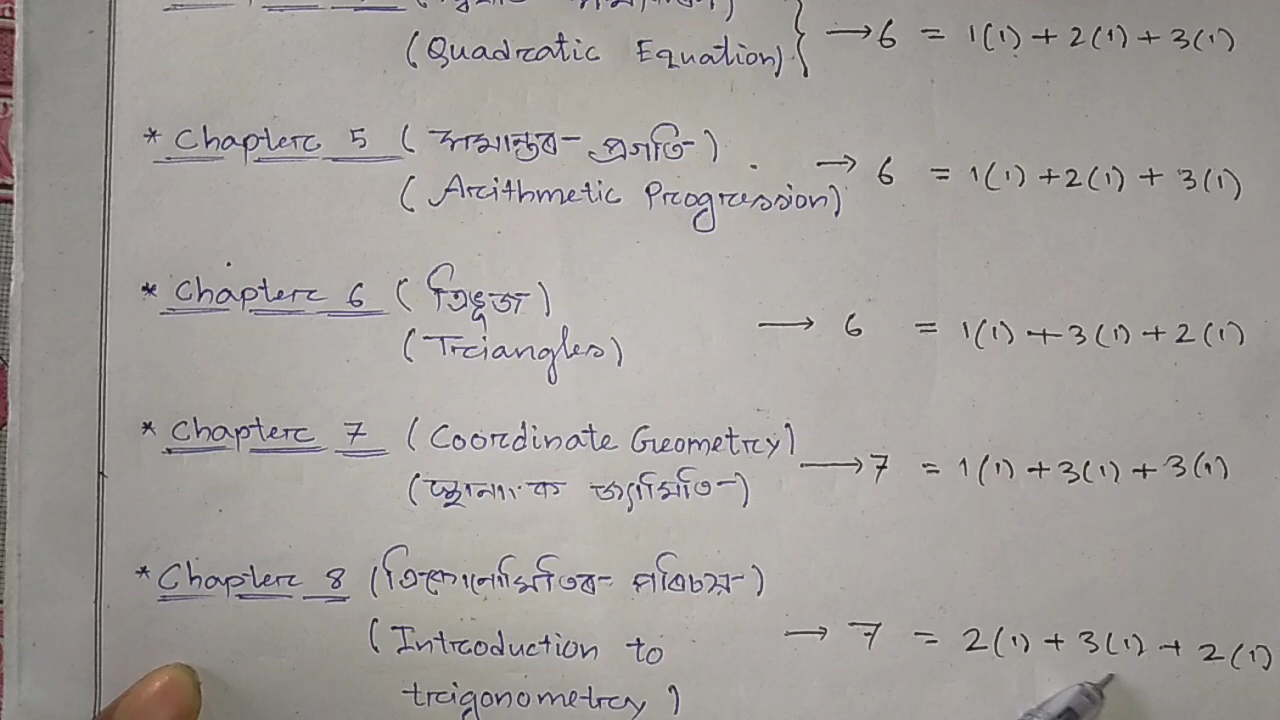 (Quadratic Equation) } → 6 = 1(1) + 2(1) + 3(1)
* Chapter 5 (সমান্তৰ প্ৰগতি)
(Arithmetic Progression) → 6 = 1(1) + 2(1) + 3(1)
* Chapter 6 (ত্ৰিভূজ)
(Triangles) → 6 = 1(1) + 3(1) + 2(1)
* Chapter 7 (Coordinate Geometry)
(স্থানাংক জ্যামিতি) → 7 = 1(1) + 3(1) + 3(1)
* Chapter 8 (ত্ৰিকোনোমিতিৰ পৰিচয়)
(Introduction to → 7 = 2(1) + 3(1) + 2(1)
trigonometry)